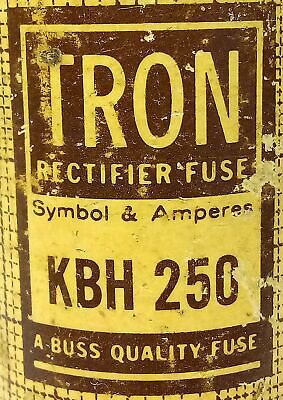 TRON
RECTIFIER FUSE
Symbol & Amperes
KBH 250
A BUSS QUALITY FUSE